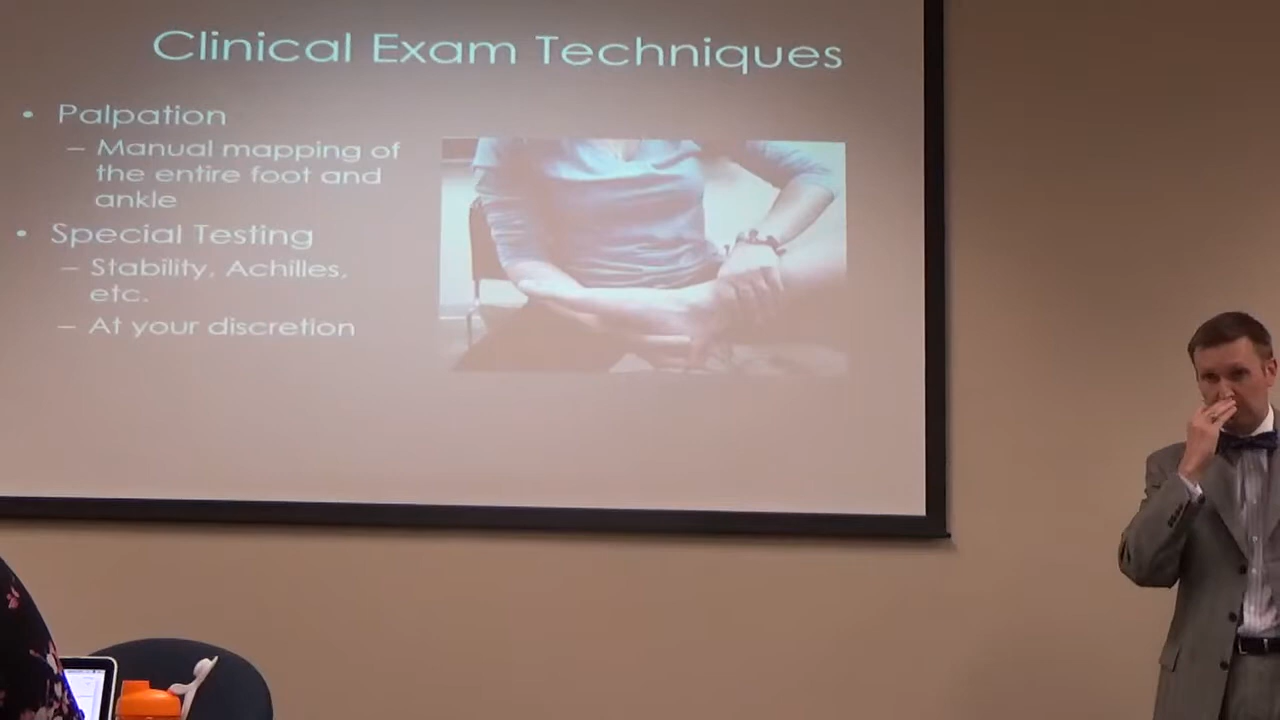 Clinical Exam Techniques
• Palpation
– Manual mapping of
the entire foot and
ankle
• Special Testing
– Stability, Achilles,
etc.
– At your discretion